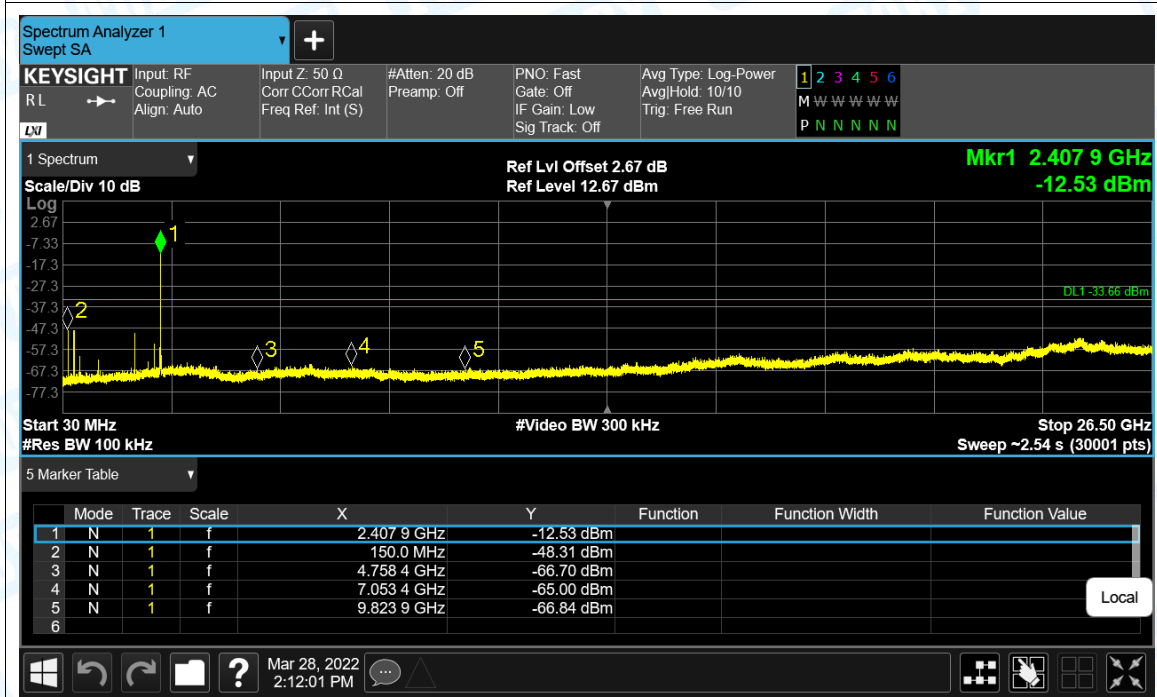 Spectrum Analyzer 1
Swept SA
+
KEYSIGHT Input: RF Input Z: 50 Ω #Atten: 20 dB PNO: Fast Avg Type: Log-Power 1 2 3 4 5 6
R L Coupling: AC Corr CCorr RCal Preamp: Off Gate: Off Avg|Hold: 10/10 M W W W W W
Align: Auto Freq Ref: Int (S) IF Gain: Low Trig: Free Run
LXI Sig Track: Off P N N N N N N
1 Spectrum Ref Lvl Offset 2.67 dB Mkr1 2.407 9 GHz
Scale/Div 10 dB Ref Level 12.67 dBm -12.53 dBm
Log
2.67
1
-7.33
-17.3
-27.3
DL1 -33.66 dBm
-37.3
2
-47.3
-57.3
3 4 5
-67.3
-77.3
Start 30 MHz #Video BW 300 kHz Stop 26.50 GHz
#Res BW 100 kHz Sweep ~2.54 s (30001 pts)
5 Marker Table
Mode Trace Scale X Y Function Function Width Function Value
1 N 1 f 2.407 9 GHz -12.53 dBm
2 N 1 f 150.0 MHz -48.31 dBm
3 N 1 f 4.758 4 GHz -66.70 dBm
4 N 1 f 7.053 4 GHz -65.00 dBm
5 N 1 f 9.823 9 GHz -66.84 dBm
6
Local
? Mar 28, 2022
2:12:01 PM